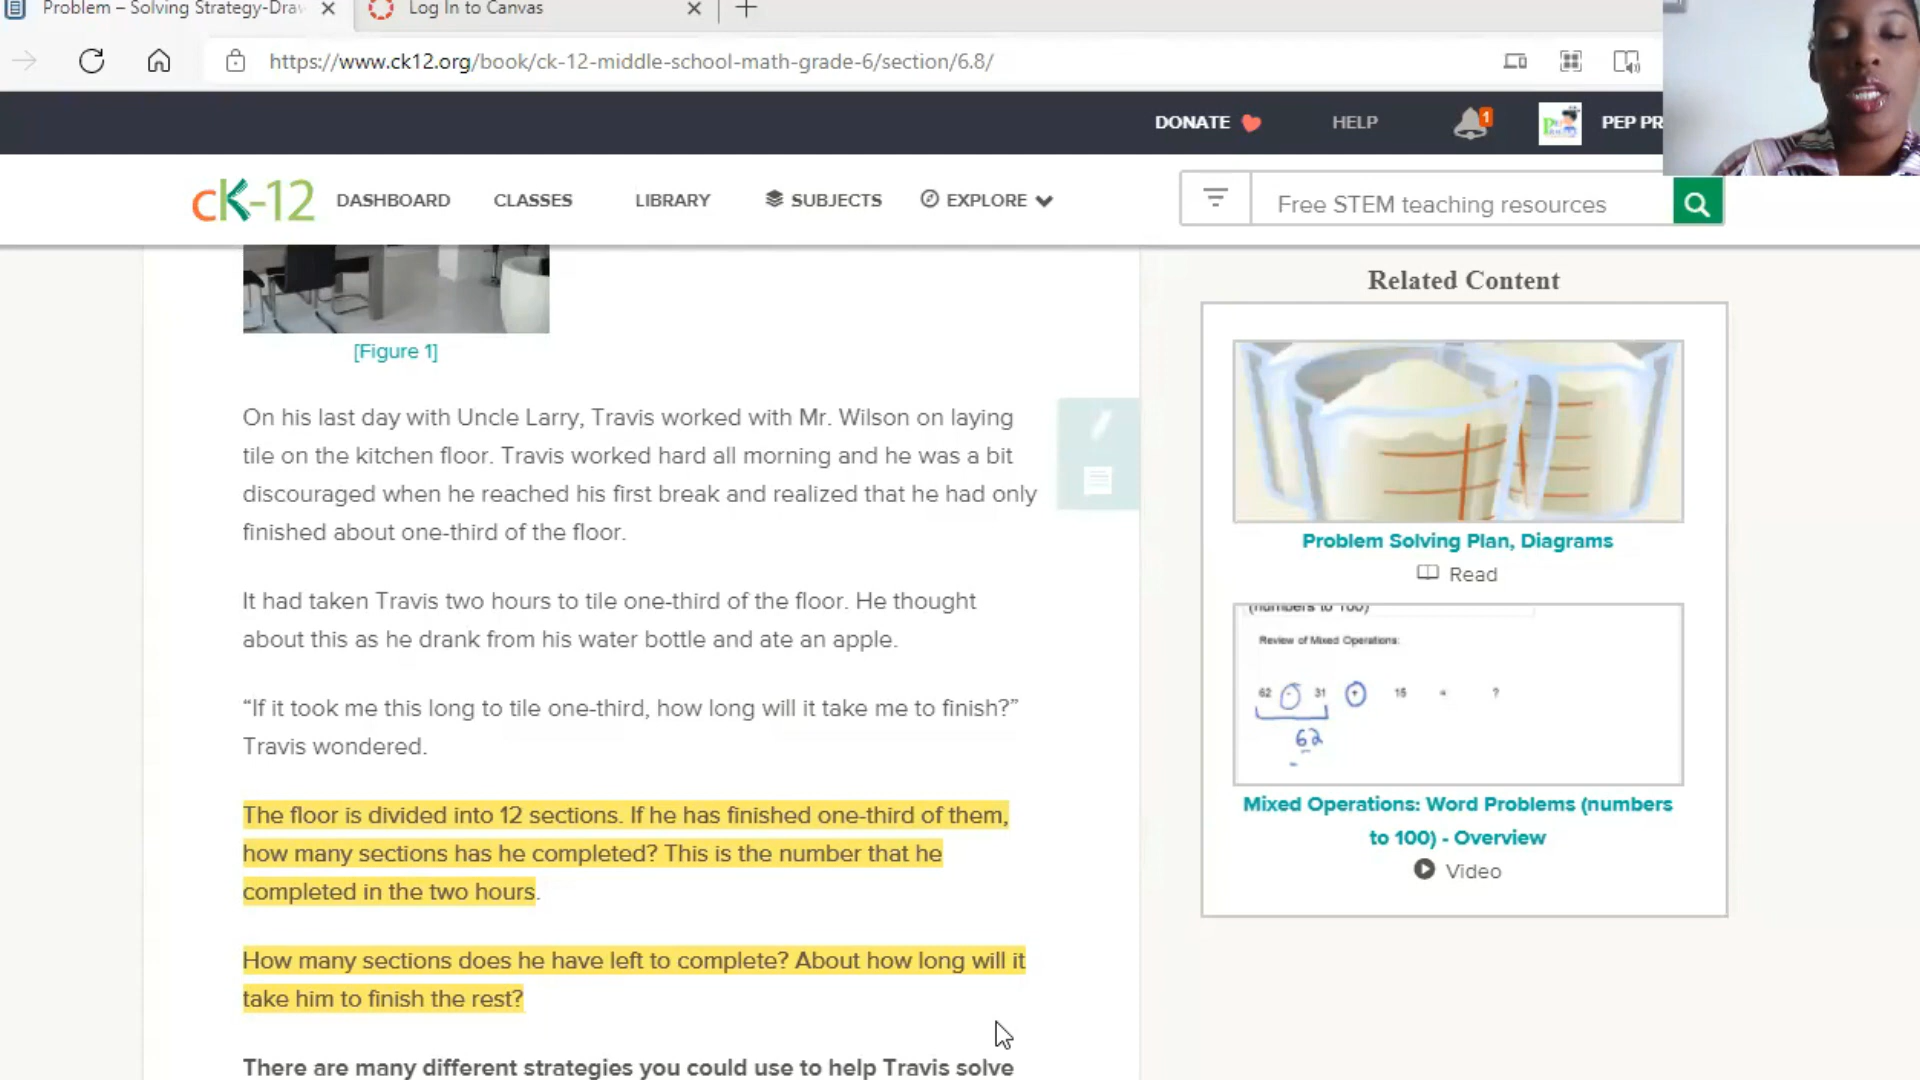 Problem – Solving Strategy-Draw
Log In to Canvas
https://www.ck12.org/book/ck-12-middle-school-math-grade-6/section/6.8/
DONATE
HELP
1
PEP PR
cK-12
DASHBOARD
CLASSES
LIBRARY
SUBJECTS
EXPLORE
Free STEM teaching resources
[Figure 1]
On his last day with Uncle Larry, Travis worked with Mr. Wilson on laying
tile on the kitchen floor. Travis worked hard all morning and he was a bit
discouraged when he reached his first break and realized that he had only
finished about one-third of the floor.
It had taken Travis two hours to tile one-third of the floor. He thought
about this as he drank from his water bottle and ate an apple.
“If it took me this long to tile one-third, how long will it take me to finish?”
Travis wondered.
The floor is divided into 12 sections. If he has finished one-third of them,
how many sections has he completed? This is the number that he
completed in the two hours.
How many sections does he have left to complete? About how long will it
take him to finish the rest?
There are many different strategies you could use to help Travis solve
Related Content
Problem Solving Plan, Diagrams
Read
(numbers to 100)
Review of Mixed Operations:
62 - 31 + 15 = ?
62
-
Mixed Operations: Word Problems (numbers
to 100) - Overview
Video